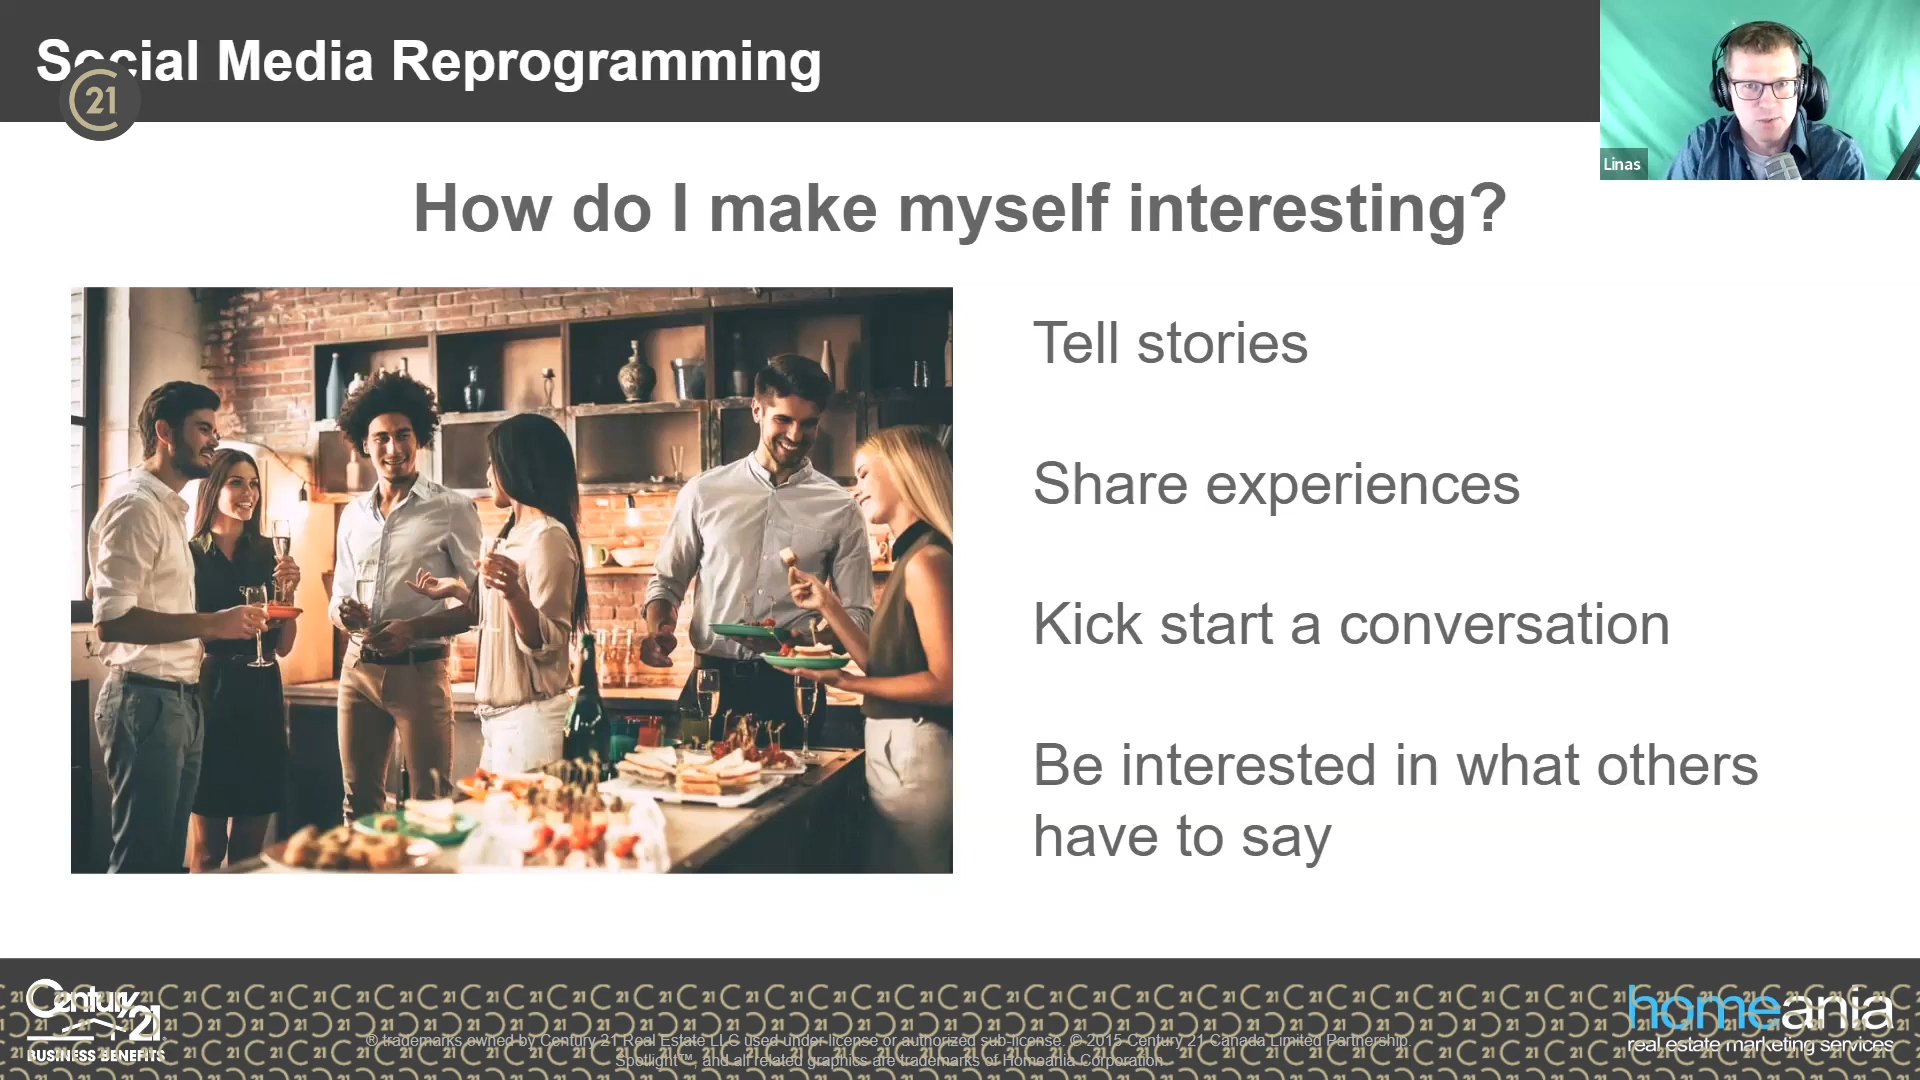 Social Media Reprogramming
21
Linas
How do I make myself interesting?
Tell stories
Share experiences
Kick start a conversation
Be interested in what others
have to say
Century 21
BUSINESS BENEFITS
® trademarks owned by Century 21 Real Estate LLC used under license or authorized sub-license. © 2015 Century 21 Canada Limited Partnership.
Spotlight™, and all related graphics are trademarks of Homeania Corporation.
homeania
real estate marketing services